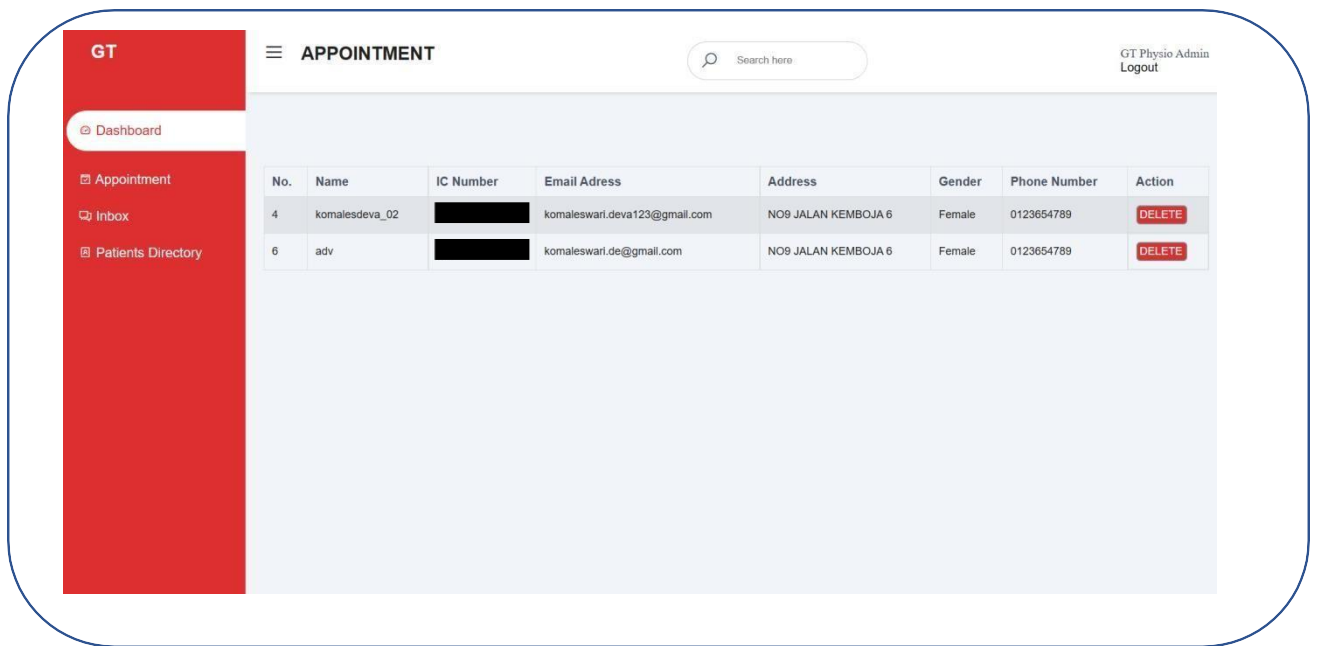 GT
APPOINTMENT
Search here
GT Physio Admin
Logout
Dashboard
Appointment
Inbox
Patients Directory
No. Name IC Number Email Adress Address Gender Phone Number Action
4 komalesdeva_02 komaleswari.deva123@gmail.com NO9 JALAN KEMBOJA 6 Female 0123654789 DELETE
6 adv komaleswari.de@gmail.com NO9 JALAN KEMBOJA 6 Female 0123654789 DELETE